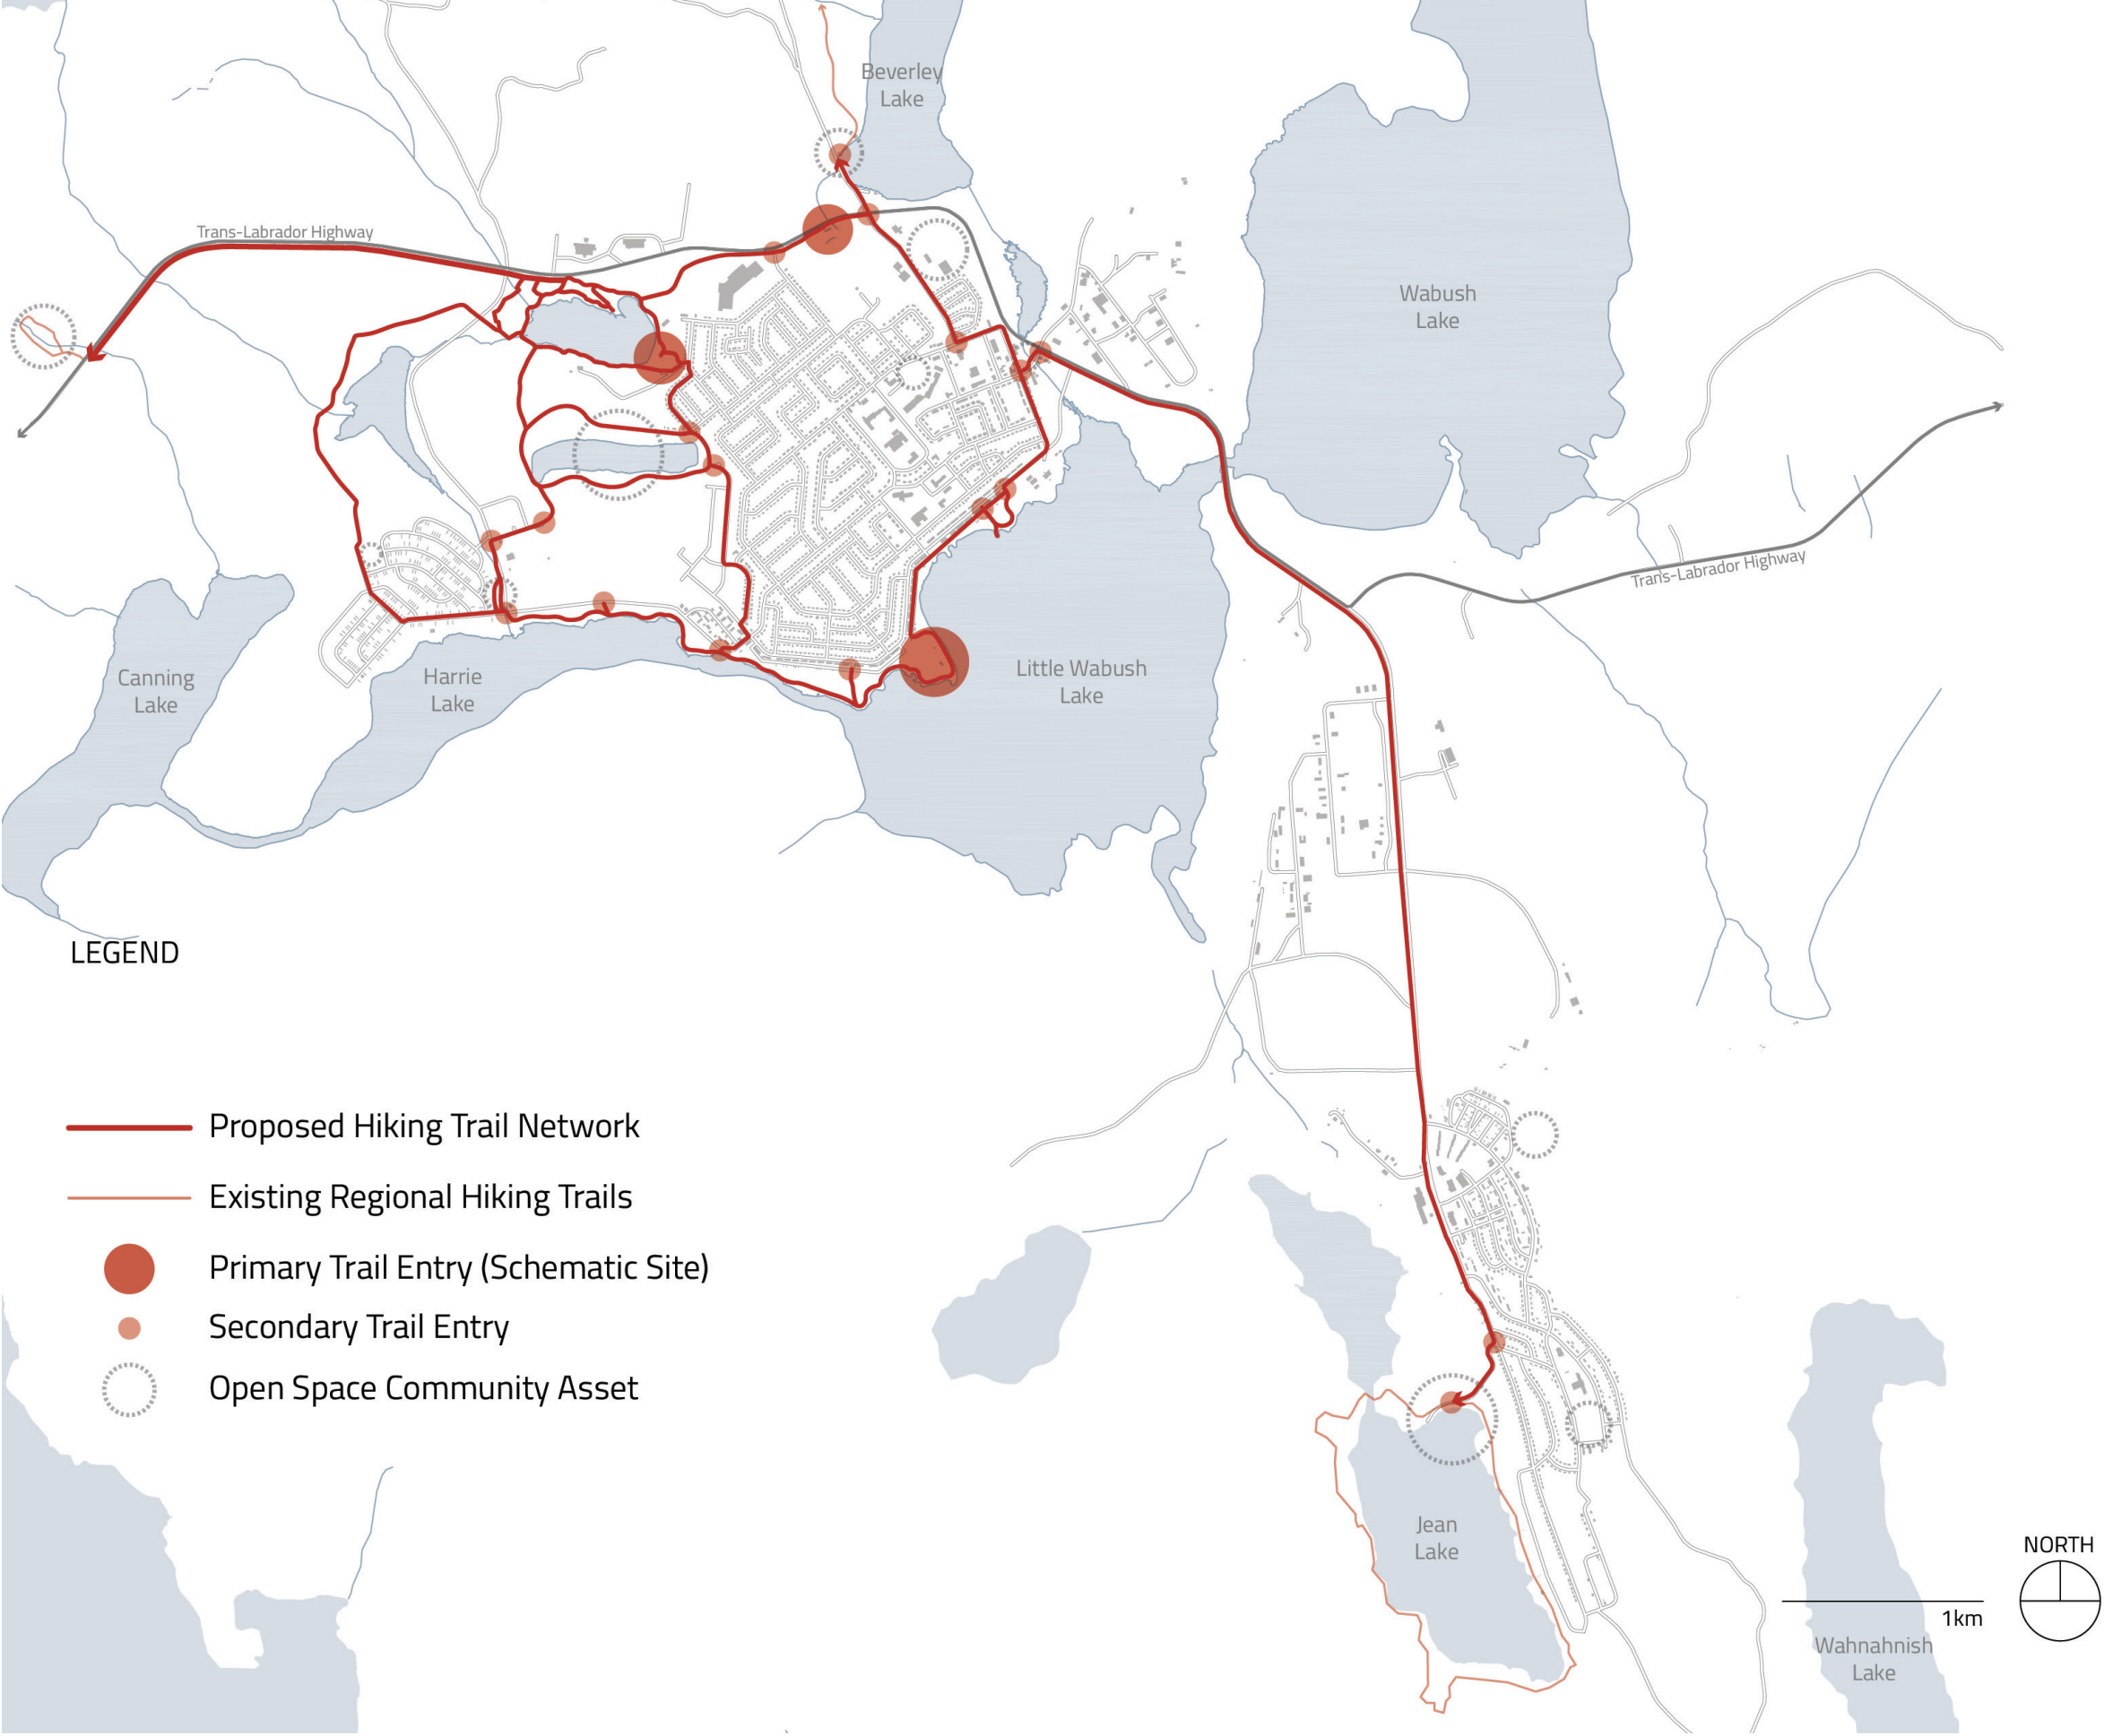 Beverley
Lake
Trans-Labrador Highway
Wabush
Lake
Trans-Labrador Highway
Canning
Lake
Harrie
Lake
Little Wabush
Lake
LEGEND
Proposed Hiking Trail Network
Existing Regional Hiking Trails
Primary Trail Entry (Schematic Site)
Secondary Trail Entry
Open Space Community Asset
Jean
Lake
NORTH
1km
Wahnahnish
Lake